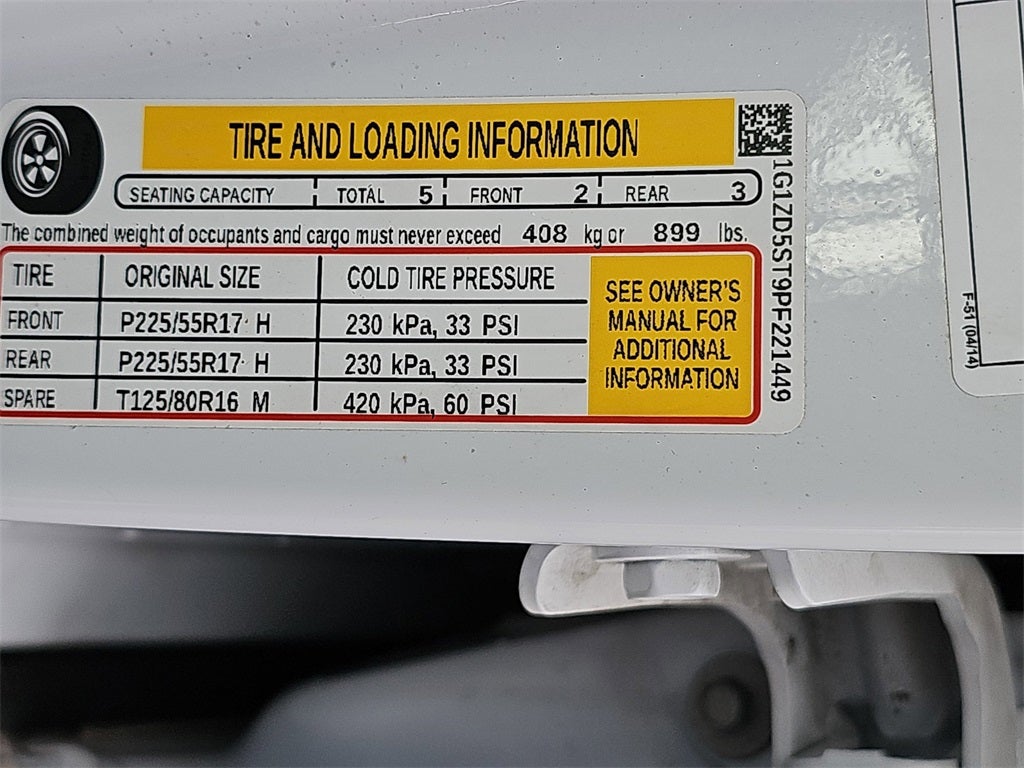 TIRE AND LOADING INFORMATION
SEATING CAPACITY TOTAL 5 FRONT 2 REAR 3
The combined weight of occupants and cargo must never exceed 408 kg or 899 lbs.
TIRE ORIGINAL SIZE COLD TIRE PRESSURE
FRONT P225/55R17 H 230 kPa, 33 PSI
REAR P225/55R17 H 230 kPa, 33 PSI
SPARE T125/80R16 M 420 kPa, 60 PSI
SEE OWNER'S
MANUAL FOR
ADDITIONAL
INFORMATION
1G1ZD5ST9PF221449
F-51 (04/14)